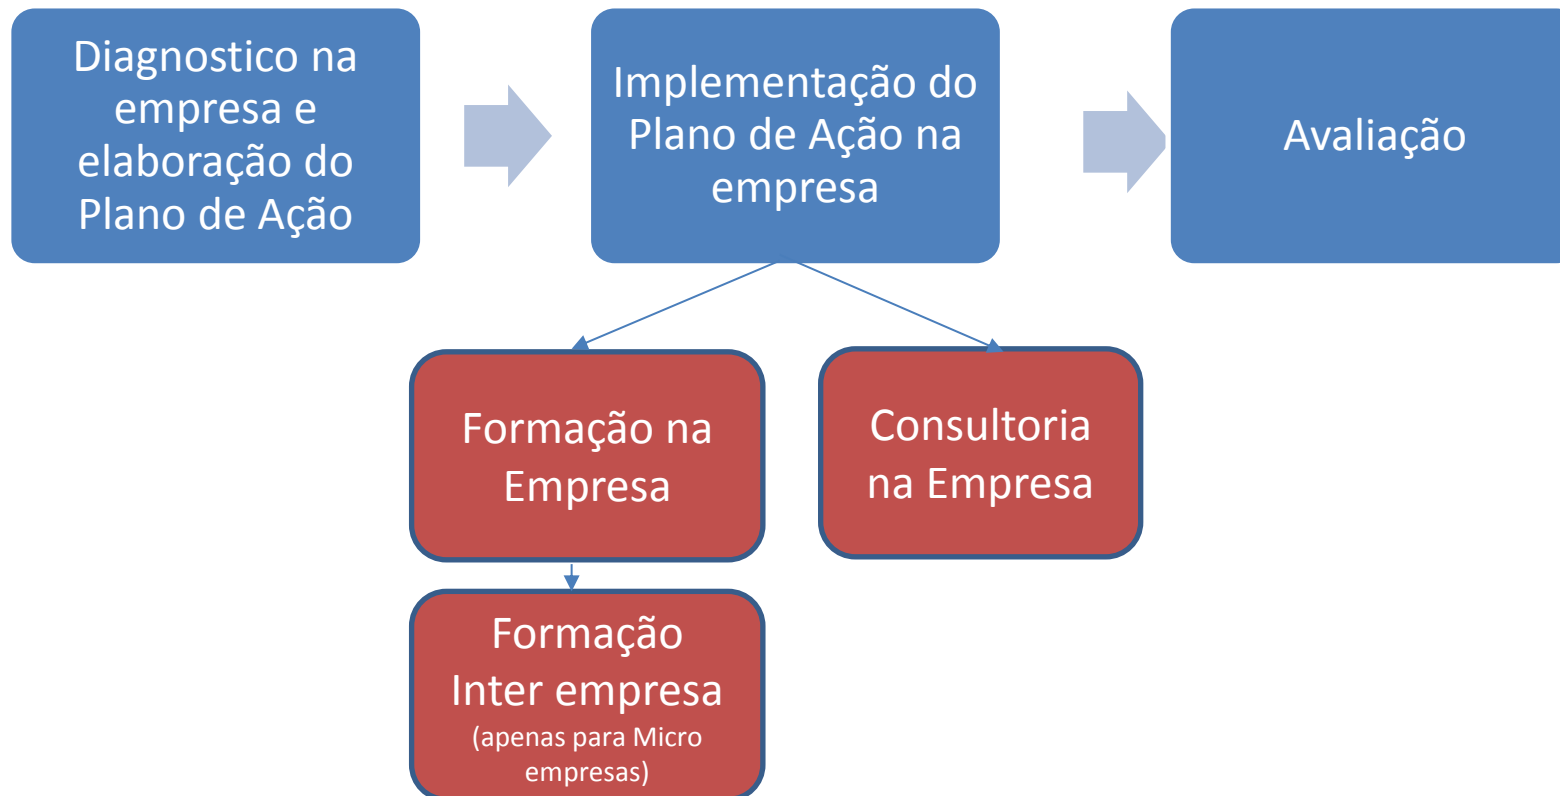 Diagnostico na
empresa e
elaboração do
Plano de Ação
Implementação do
Plano de Ação na
empresa
Avaliação
Formação na
Empresa
Consultoria
na Empresa
Formação
Inter empresa
(apenas para Micro
empresas)